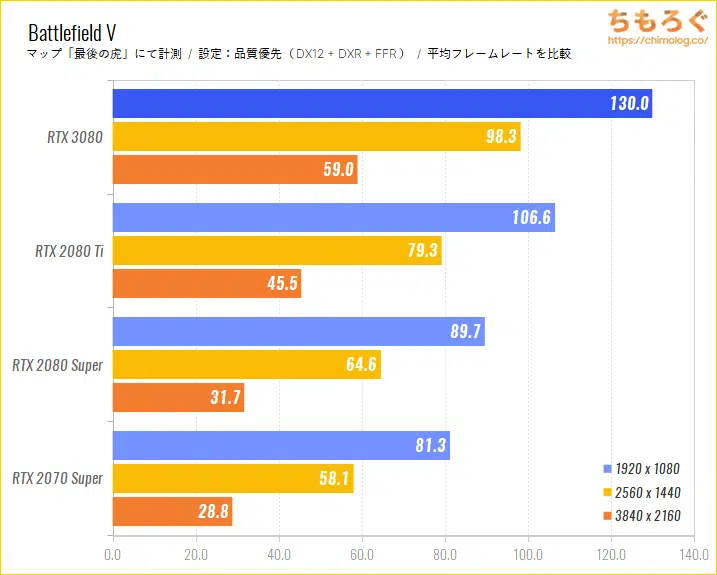 ちもろぐ
https://chimolog.co/
Battlefield V
マップ「最後の虎」にて計測 / 設定：品質優先（DX12 + DXR + FFR） / 平均フレームレートを比較
RTX 3080
130.0
98.3
59.0
RTX 2080 Ti
106.6
79.3
45.5
RTX 2080 Super
89.7
64.6
31.7
RTX 2070 Super
81.3
58.1
28.8
1920 x 1080
2560 x 1440
3840 x 2160
0.0 20.0 40.0 60.0 80.0 100.0 120.0 140.0